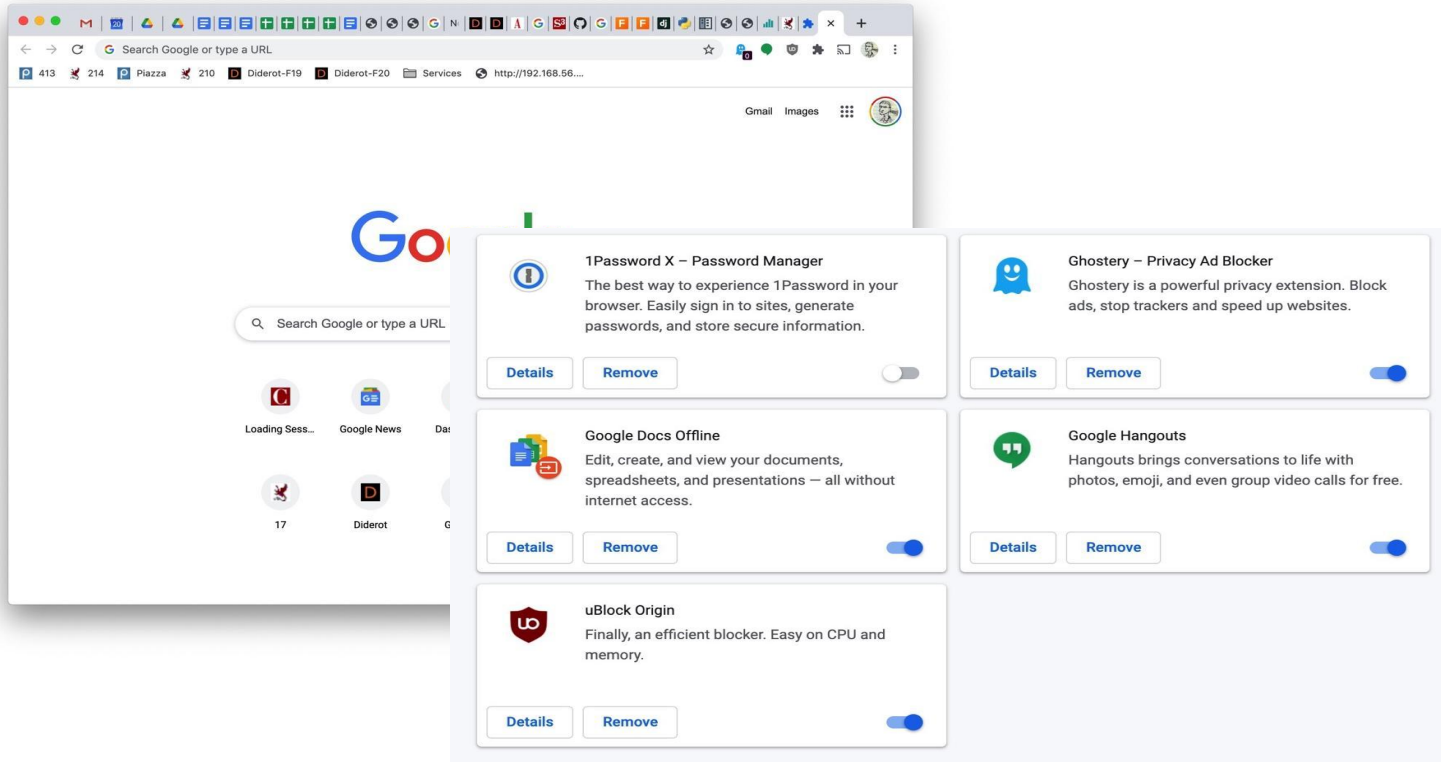 20
N
D
D
A
G
S3
G
F
F
dj
Search Google or type a URL
0
413
214
Piazza
210
Diderot-F19
Diderot-F20
Services
http://192.168.56....
Gmail
Images
Goo
Search Google or type a URL
Loading Sess...
Google News
Das
17
Diderot
G
1Password X – Password Manager
The best way to experience 1Password in your
browser. Easily sign in to sites, generate
passwords, and store secure information.
Details
Remove
Ghostery – Privacy Ad Blocker
Ghostery is a powerful privacy extension. Block
ads, stop trackers and speed up websites.
Details
Remove
Google Docs Offline
Edit, create, and view your documents,
spreadsheets, and presentations — all without
internet access.
Details
Remove
Google Hangouts
Hangouts brings conversations to life with
photos, emoji, and even group video calls for free.
Details
Remove
uBlock Origin
Finally, an efficient blocker. Easy on CPU and
memory.
Details
Remove